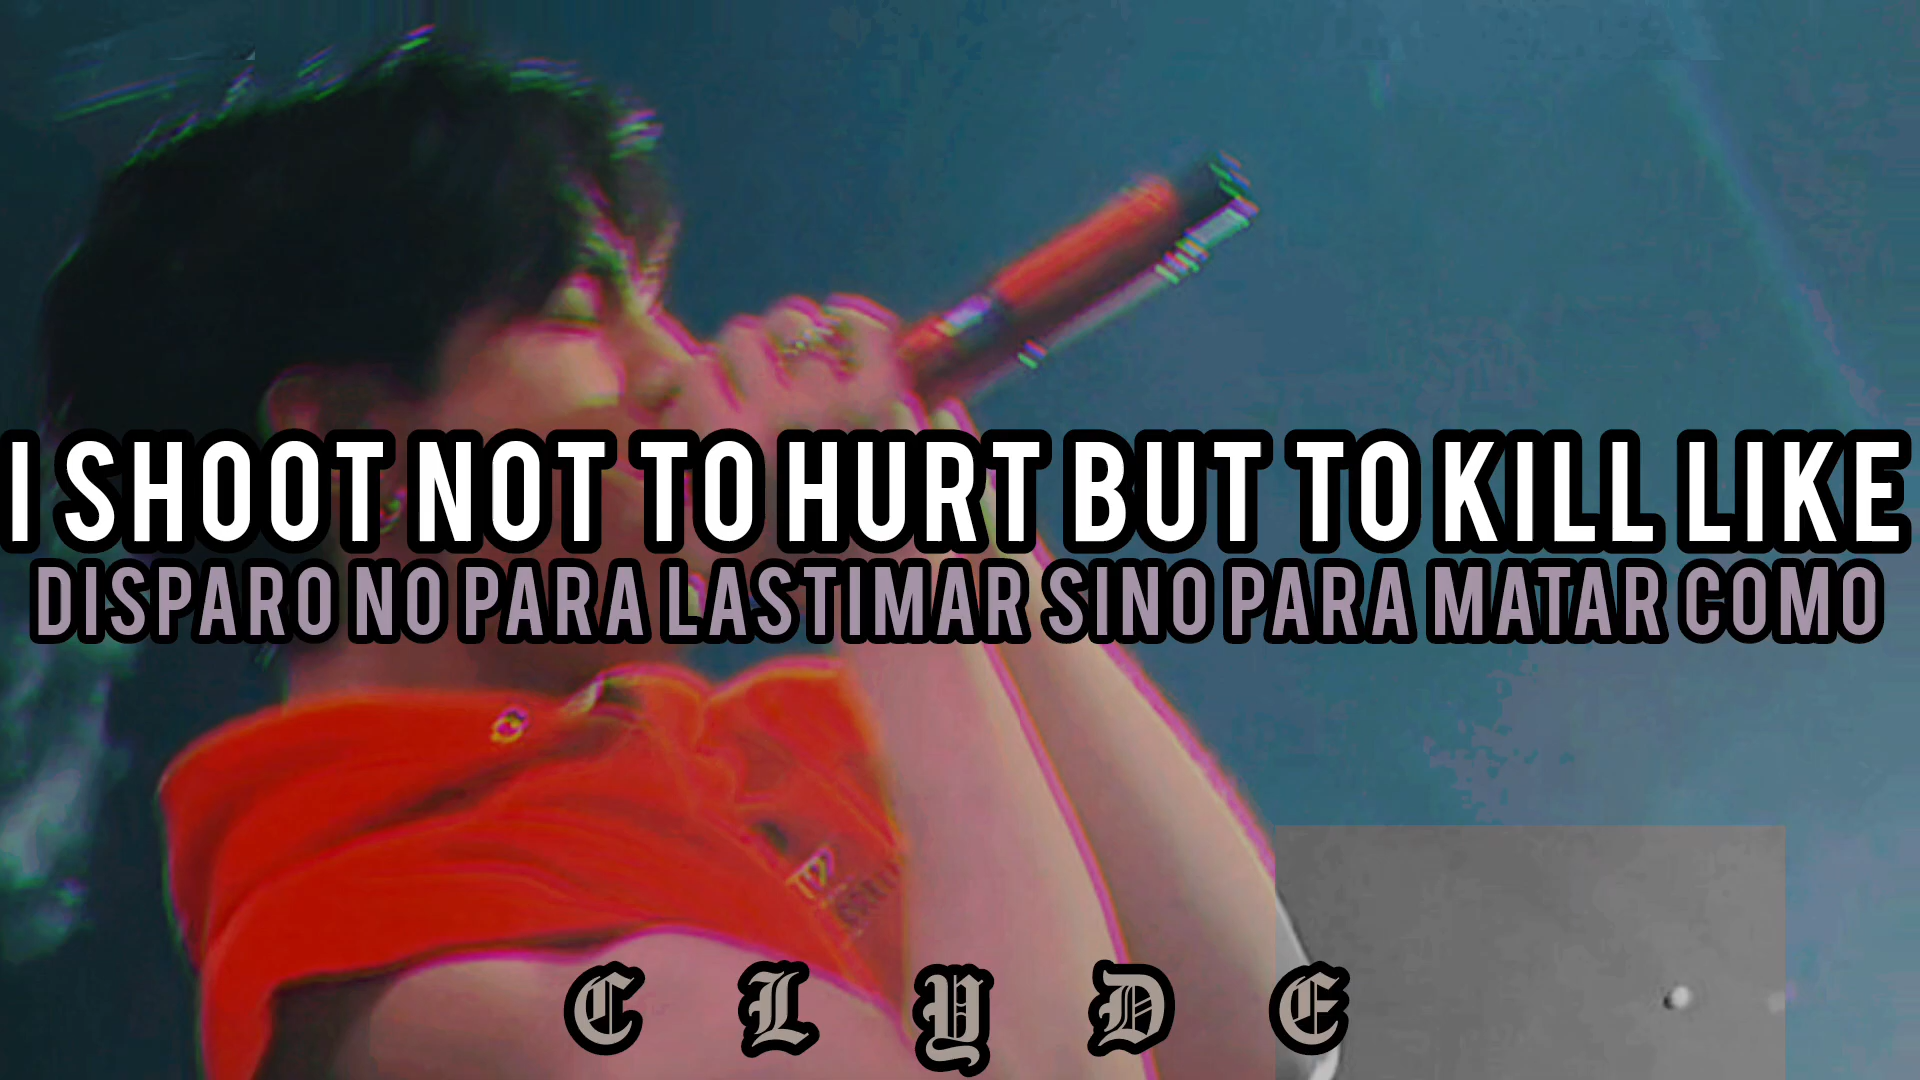 I SHOOT NOT TO HURT BUT TO KILL LIKE
DISPARO NO PARA LASTIMAR SINO PARA MATAR COMO
C L Y D E